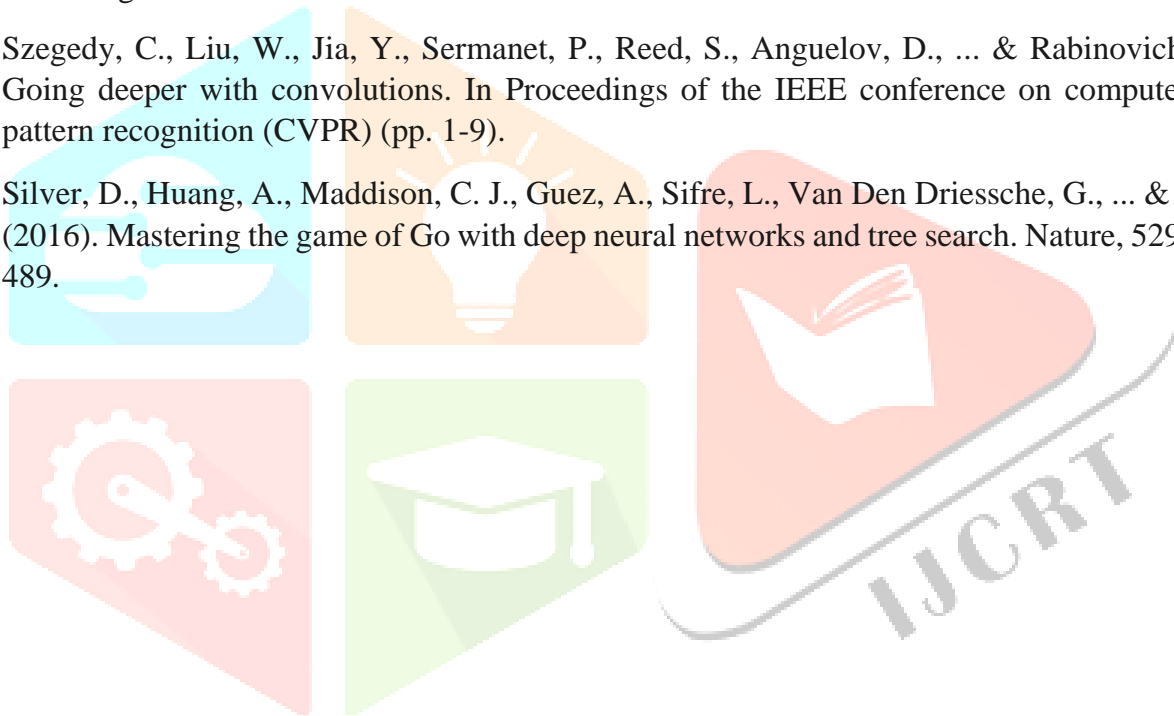 Szegedy, C., Liu, W., Jia, Y., Sermanet, P., Reed, S., Anguelov, D., ... & Rabinovich
Going deeper with convolutions. In Proceedings of the IEEE conference on compute
pattern recognition (CVPR) (pp. 1-9).
Silver, D., Huang, A., Maddison, C. J., Guez, A., Sifre, L., Van Den Driessche, G., ... &
(2016). Mastering the game of Go with deep neural networks and tree search. Nature, 529
489.
IJCRT